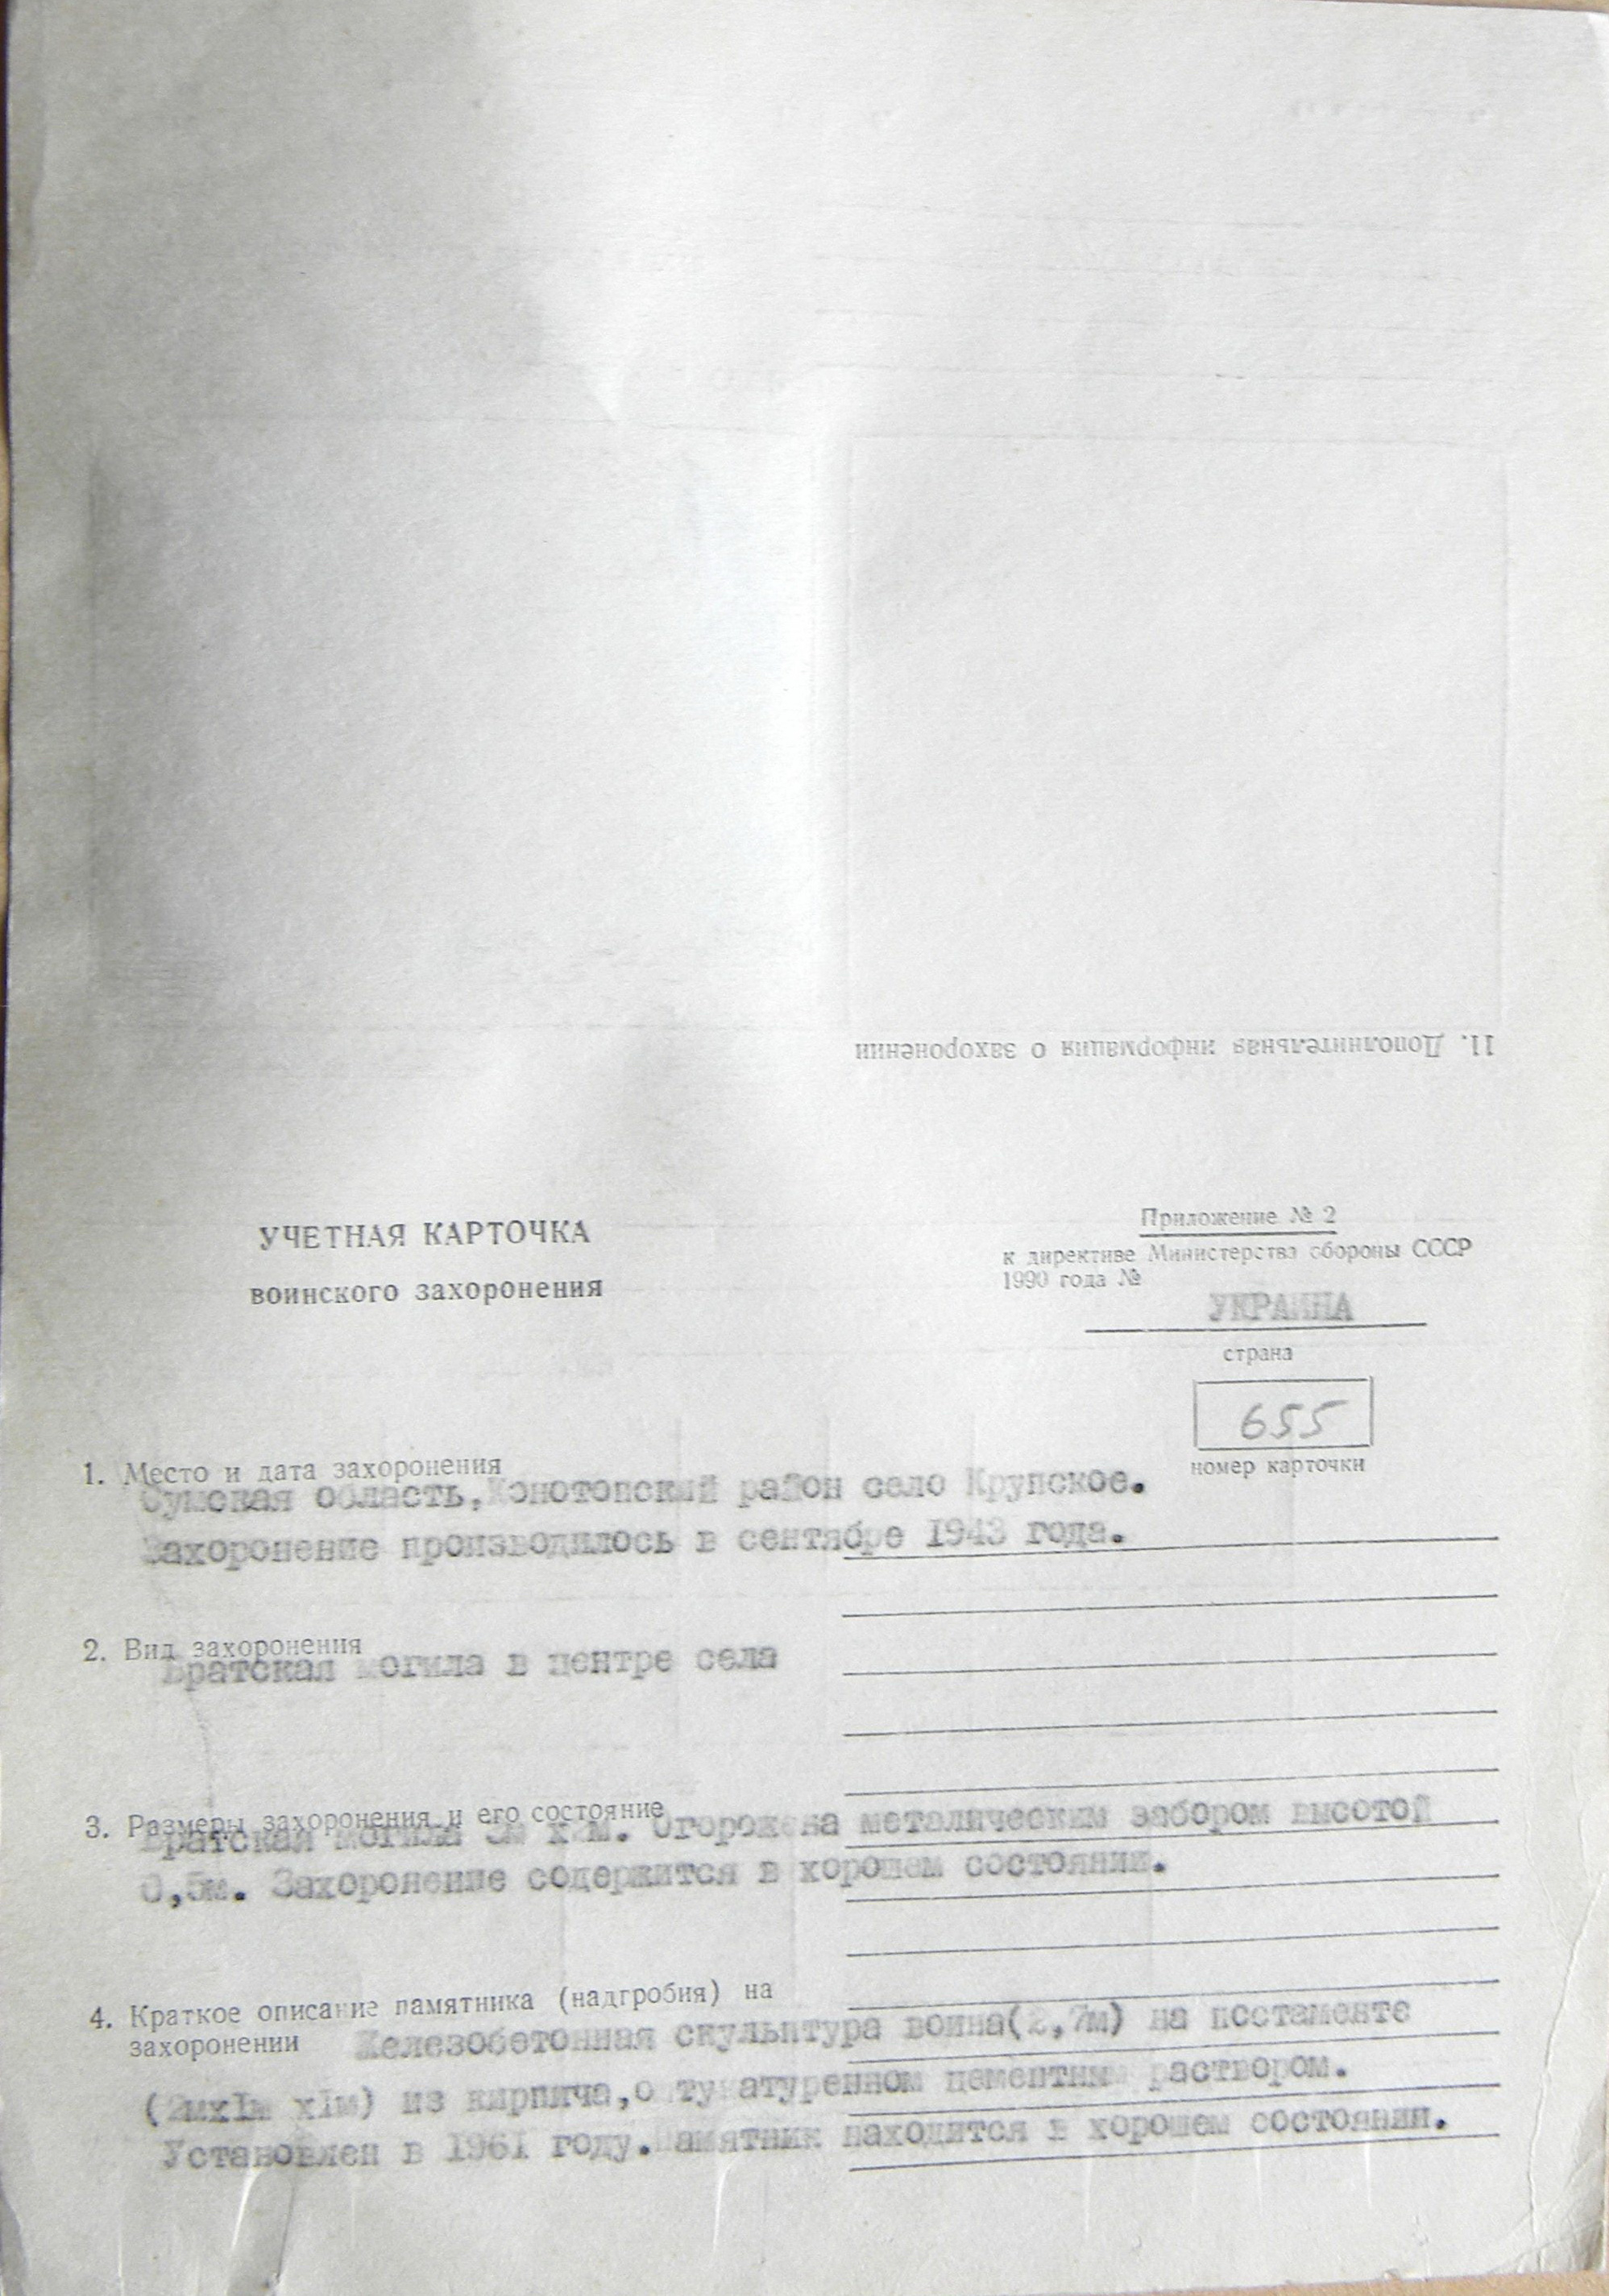 11. Дополнительная информация о захоронении
УЧЕТНАЯ КАРТОЧКА
воинского захоронения
Приложение № 2
к директиве Министерства обороны СССР
1990 года №
УКРАИНА
страна
655
номер карточки
1. Место и дата захоронения
Сумская область,Конотопский район село Крупское.
Захоронение производилось в сентябре 1943 года.
2. Вид захоронения
Братская могила в центре села
3. Размеры захоронения и его состояние
Братская могила м. Огорожена металическим забором высотой
0,5м. Захоронение содержится в хорошем состоянии.
4. Краткое описание памятника (надгробия) на
захоронении Железобетонная скульптура воина(2,7м) на постаменте
(2мх1м х1м) из кирпича,оштукатуренном цементным раствором.
Установлен в 1961 году.Памятник находится в хорошем состоянии.